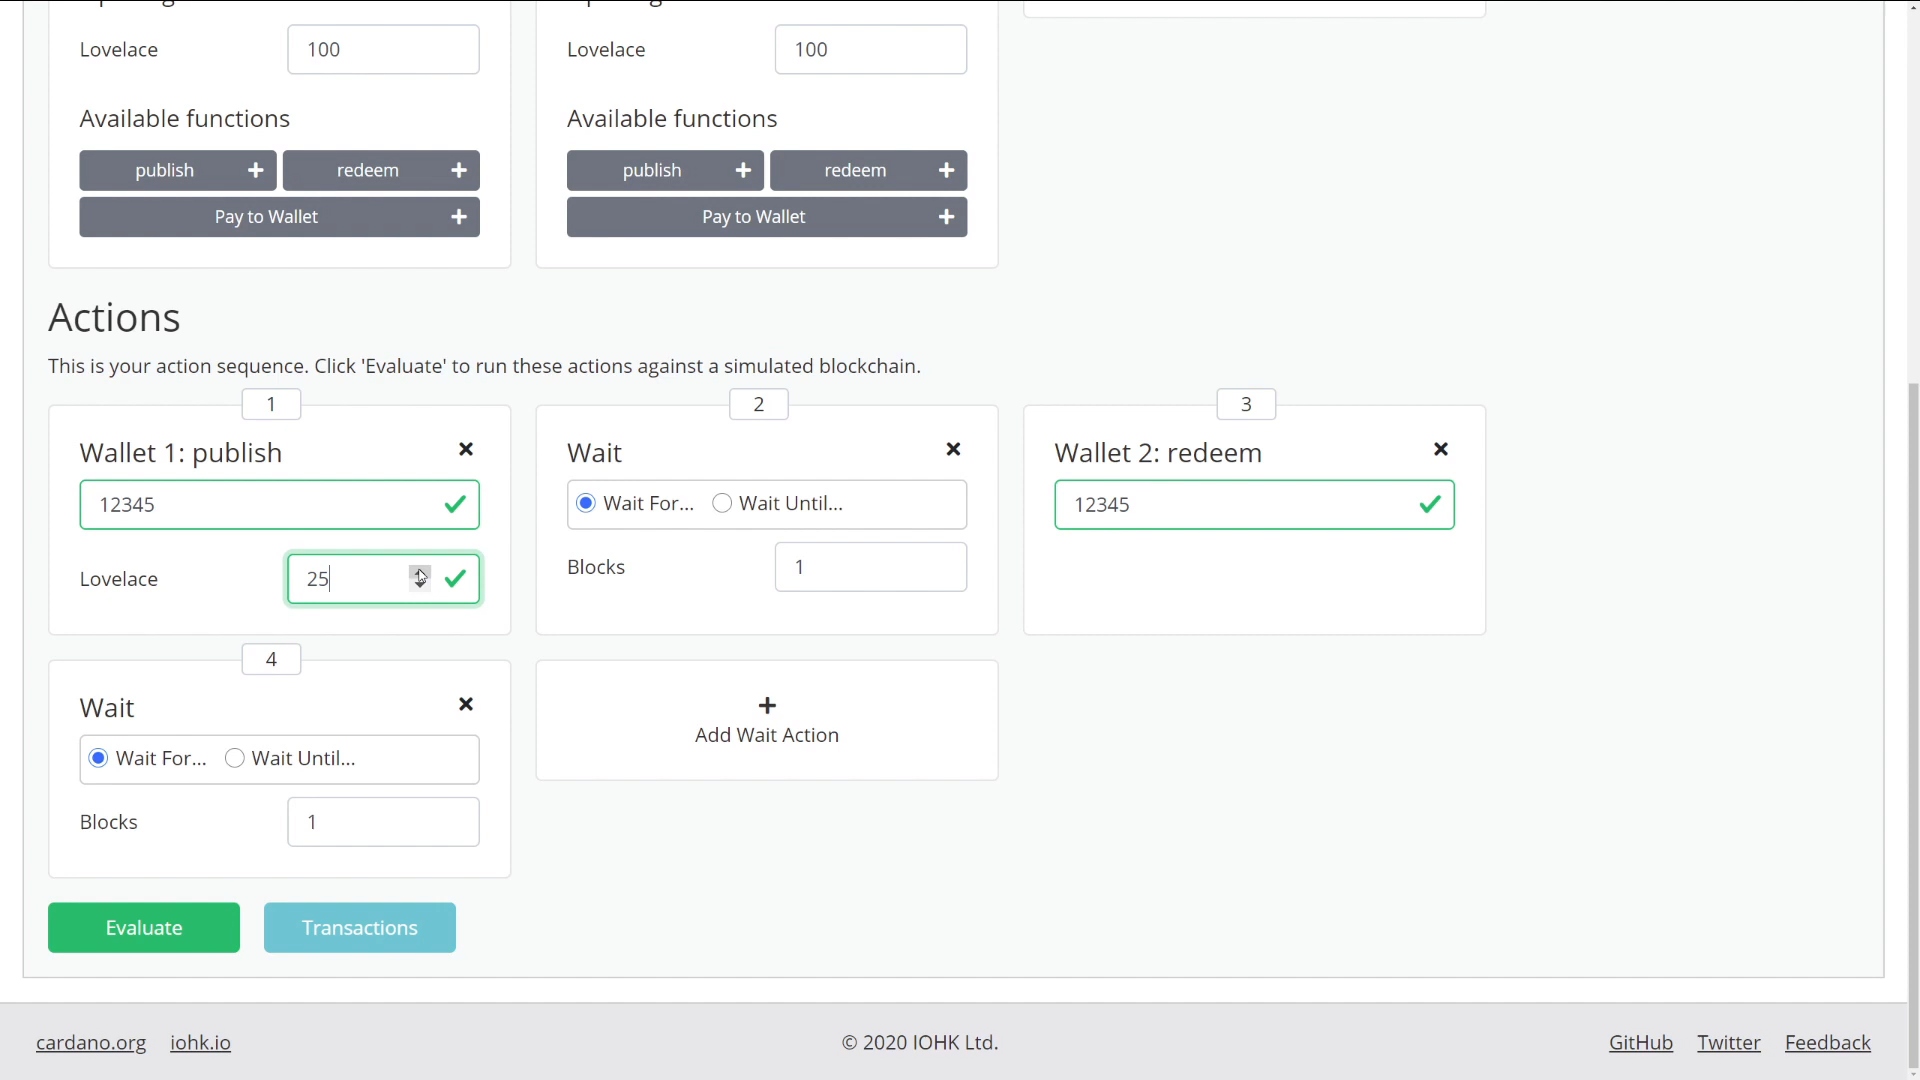 Lovelace 100 Lovelace 100
Available functions Available functions
publish + redeem + publish + redeem +
Pay to Wallet + Pay to Wallet +
Actions
This is your action sequence. Click 'Evaluate' to run these actions against a simulated blockchain.
1 2 3
Wallet 1: publish Wait Wallet 2: redeem
12345 Wait For... Wait Until... 12345
Lovelace 25 Blocks 1
4
Wait
Wait For... Wait Until...
Blocks 1
+
Add Wait Action
Evaluate Transactions
cardano.org iohk.io © 2020 IOHK Ltd. GitHub Twitter Feedback